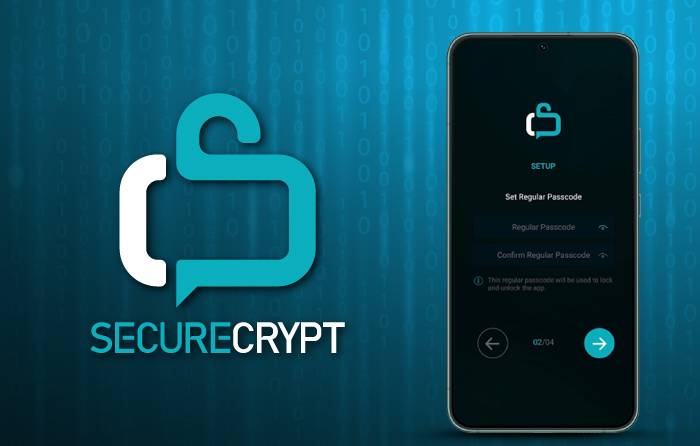 SECURECRYPT
SETUP
Set Regular Passcode
Regular Passcode
Confirm Regular Passcode
This regular passcode will be used to lock
and unlock the app.
02/04